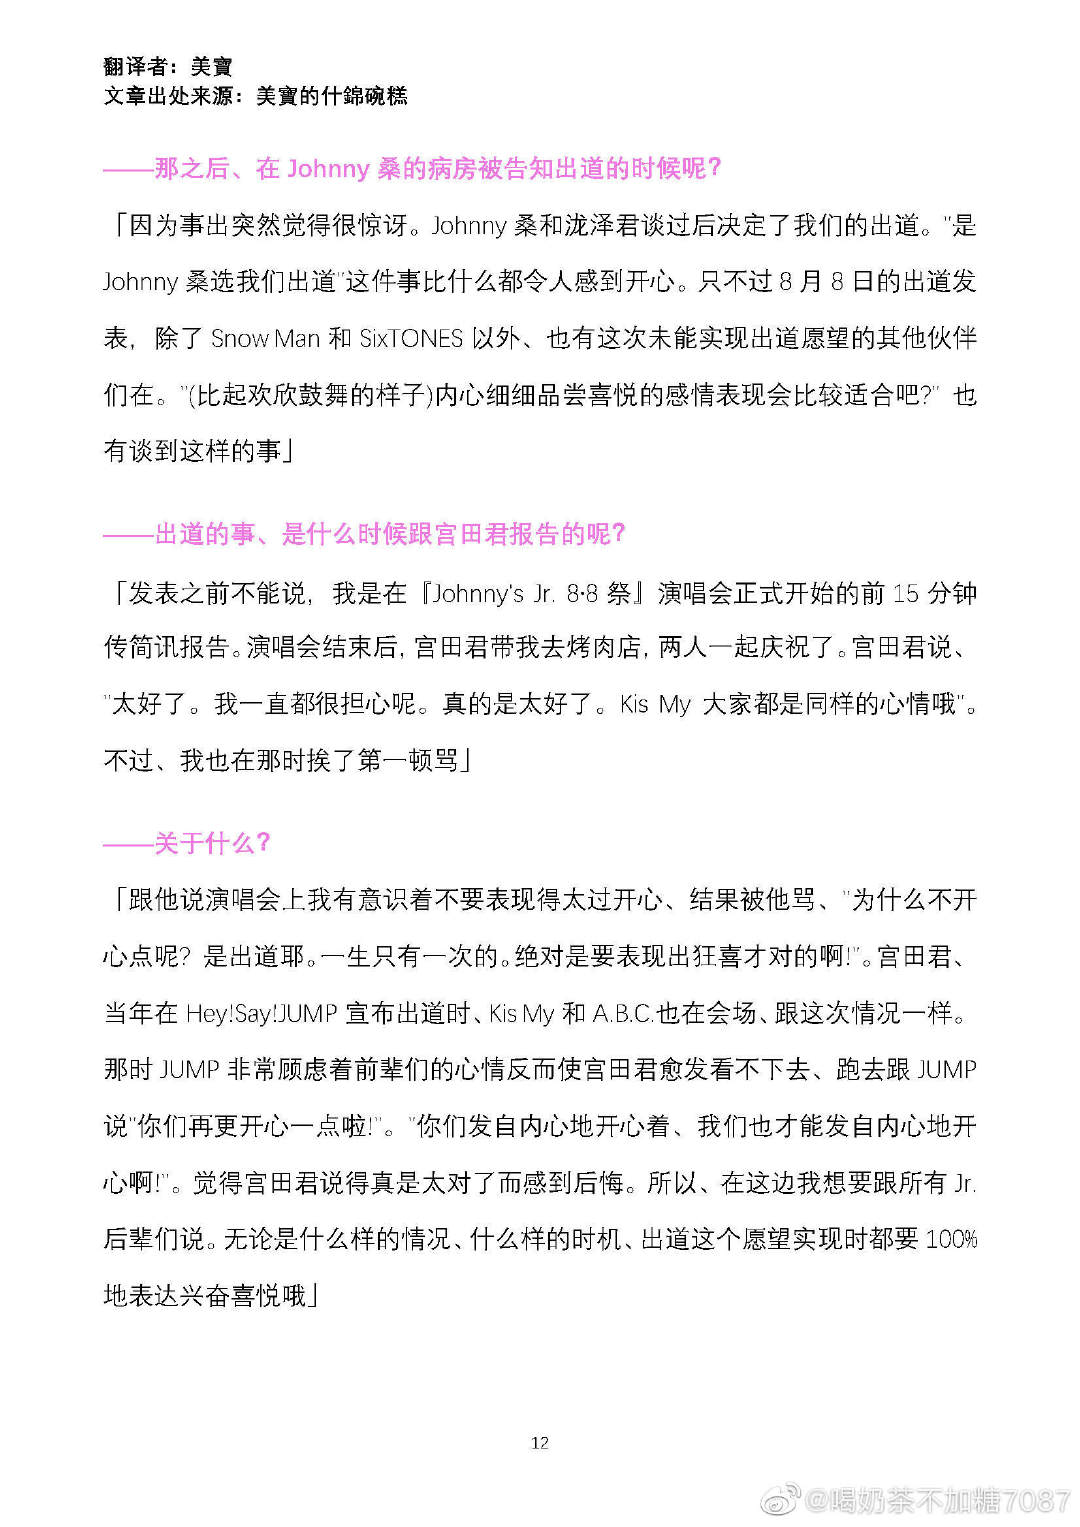 翻译者：美寶
文章出处来源：美寶的什錦碗糕
——那之后、在 Johnny 桑的病房被告知出道的时候呢？
「因为事出突然觉得很惊讶。Johnny 桑和泷泽君谈过后决定了我们的出道。"是
Johnny 桑选我们出道"这件事比什么都令人感到开心。只不过 8 月 8 日的出道发
表，除了 Snow Man 和 SixTONES 以外、也有这次未能实现出道愿望的其他伙伴
们在。"(比起欢欣鼓舞的样子)内心细细品尝喜悦的感情表现会比较适合吧?" 也
有谈到这样的事」
——出道的事、是什么时候跟宫田君报告的呢？
「发表之前不能说，我是在『Johnny's Jr. 8·8 祭』演唱会正式开始的前 15 分钟
传简讯报告。演唱会结束后，宫田君带我去烤肉店，两人一起庆祝了。宫田君说、
"太好了。我一直都很担心呢。真的是太好了。Kis My 大家都是同样的心情哦"。
不过、我也在那时挨了第一顿骂」
——关于什么？
「跟他说演唱会上我有意识着不要表现得太过开心、结果被他骂、"为什么不开
心点呢？是出道耶。一生只有一次的。绝对是要表现出狂喜才对的啊!"。宫田君、
当年在 Hey!Say!JUMP 宣布出道时、Kis My 和 A.B.C.也在会场、跟这次情况一样。
那时 JUMP 非常顾虑着前辈们的心情反而使宫田君愈发看不下去、跑去跟 JUMP
说"你们再更开心一点啦!"。"你们发自内心地开心着、我们也才能发自内心地开
心啊!"。觉得宫田君说得真是太对了而感到后悔。所以、在这边我想要跟所有 Jr.
后辈们说。无论是什么样的情况、什么样的时机、出道这个愿望实现时都要 100%
地表达兴奋喜悦哦」
12
@喝奶茶不加糖7087